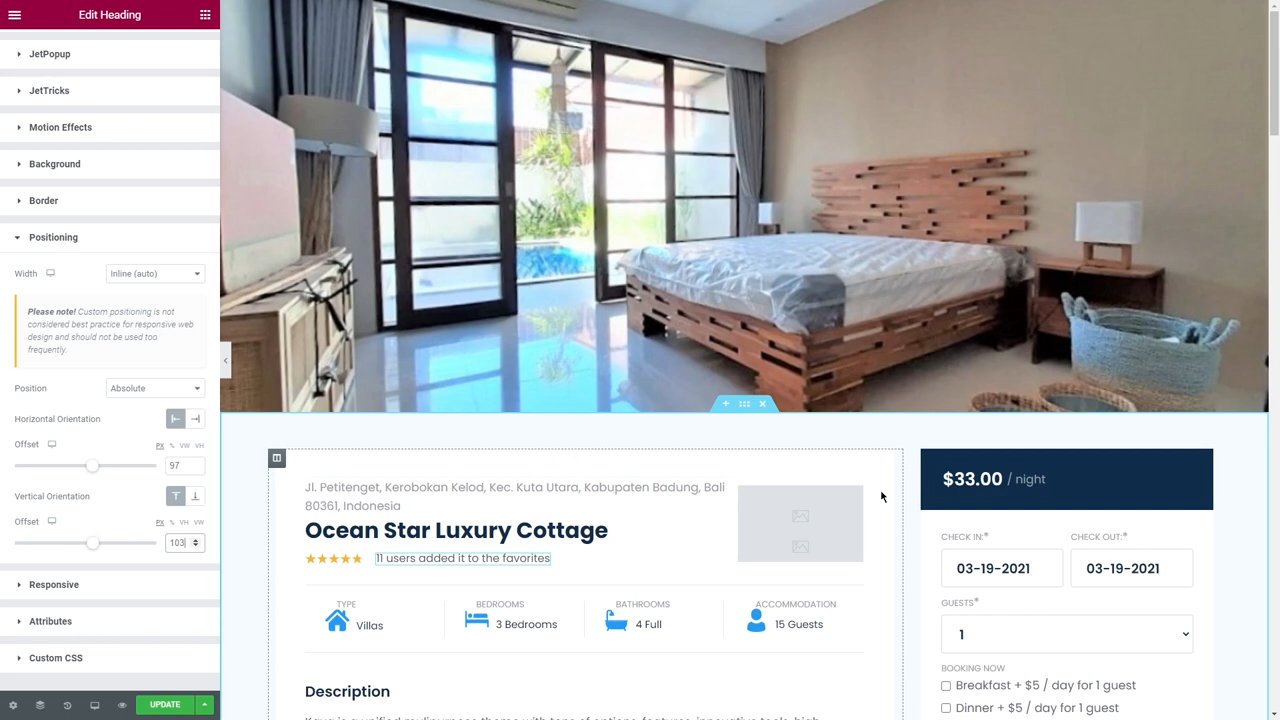 Edit Heading
JetPopup
JetTricks
Motion Effects
Background
Border
Positioning
Width
Inline (auto)
Please note! Custom positioning is not
considered best practice for responsive web
design and should not be used too
frequently.
Position
Absolute
Horizontal Orientation
Offset
PX % VW VH
97
Vertical Orientation
Offset
PX % VH VW
103
Responsive
Attributes
Custom CSS
UPDATE
Jl. Petitenget, Kerobokan Kelod, Kec. Kuta Utara, Kabupaten Badung, Bali
80361, Indonesia
Ocean Star Luxury Cottage
11 users added it to the favorites
TYPE
Villas
BEDROOMS
3 Bedrooms
BATHROOMS
4 Full
ACCOMMODATION
15 Guests
Description
$33.00 / night
CHECK IN:*
CHECK OUT:*
03-19-2021
03-19-2021
GUESTS*
1
BOOKING NOW
Breakfast + $5 / day for 1 guest
Dinner + $5 / day for 1 guest